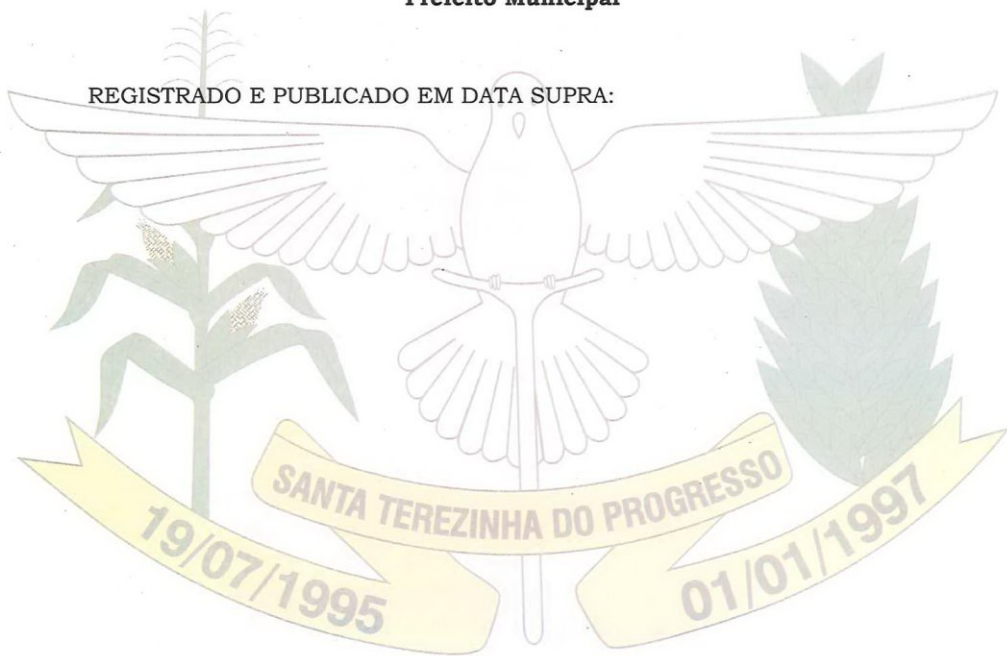 Prefeito Municipal
REGISTRADO E PUBLICADO EM DATA SUPRA:
SANTA TEREZINHA DO PROGRESSO
19/07/1995
01/01/1997